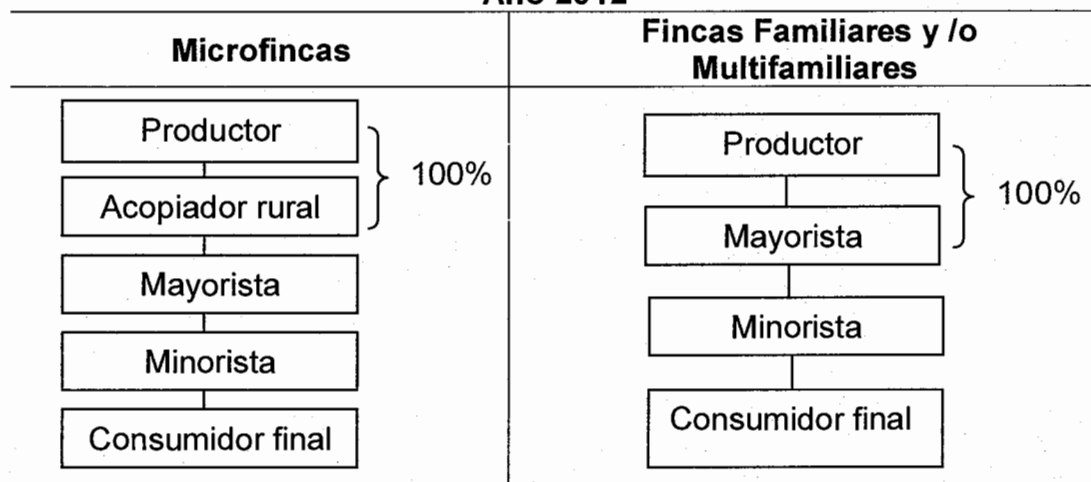 Microfincas
Productor
100%
Acopiador rural
Mayorista
Minorista
Consumidor final
Fincas Familiares y /o
Multifamiliares
Productor
100%
Mayorista
Minorista
Consumidor final